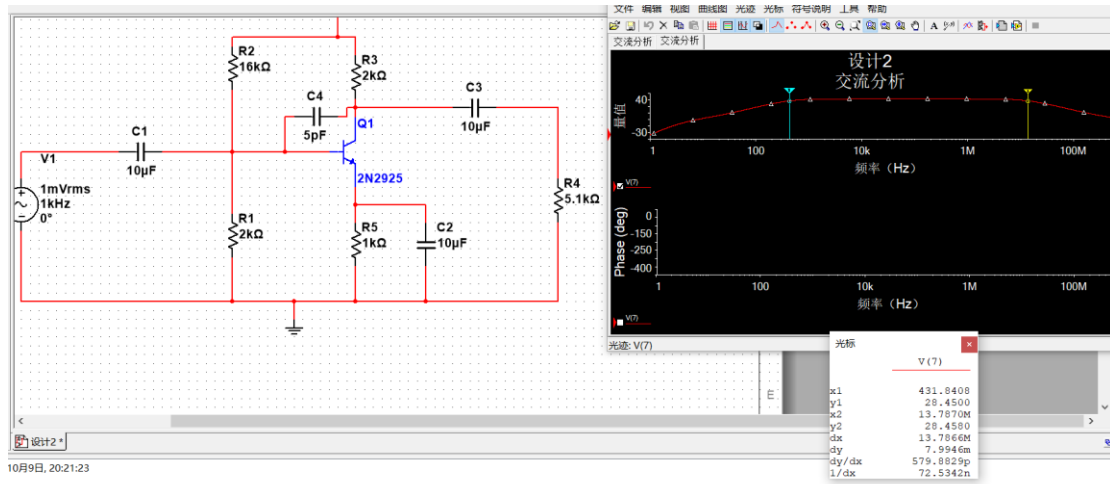 文件 编辑 视图 曲线图 光迹 光标 符号说明 工具 帮助
交流分析 交流分析
设计2
交流分析
量值
40
-30
1 100 10k 1M 100M
频率（Hz）
V(7)
Phase (deg)
0
-150
-250
-400
1 100 10k 1M 100M
频率（Hz）
V(7)
光迹: V(7)
R2
16kΩ
R3
2kΩ
C4
5pF
C3
10μF
Q1
2N2925
C1
10μF
V1
1mVrms
1kHz
0°
R1
2kΩ
R5
1kΩ
C2
10μF
R4
5.1kΩ
光标
V(7)
x1 431.8408
y1 28.4500
x2 13.7870M
y2 28.4580
dx 13.7866M
dy 7.9946m
dy/dx 579.8829p
1/dx 72.5342n
设计2 *
10月9日, 20:21:23